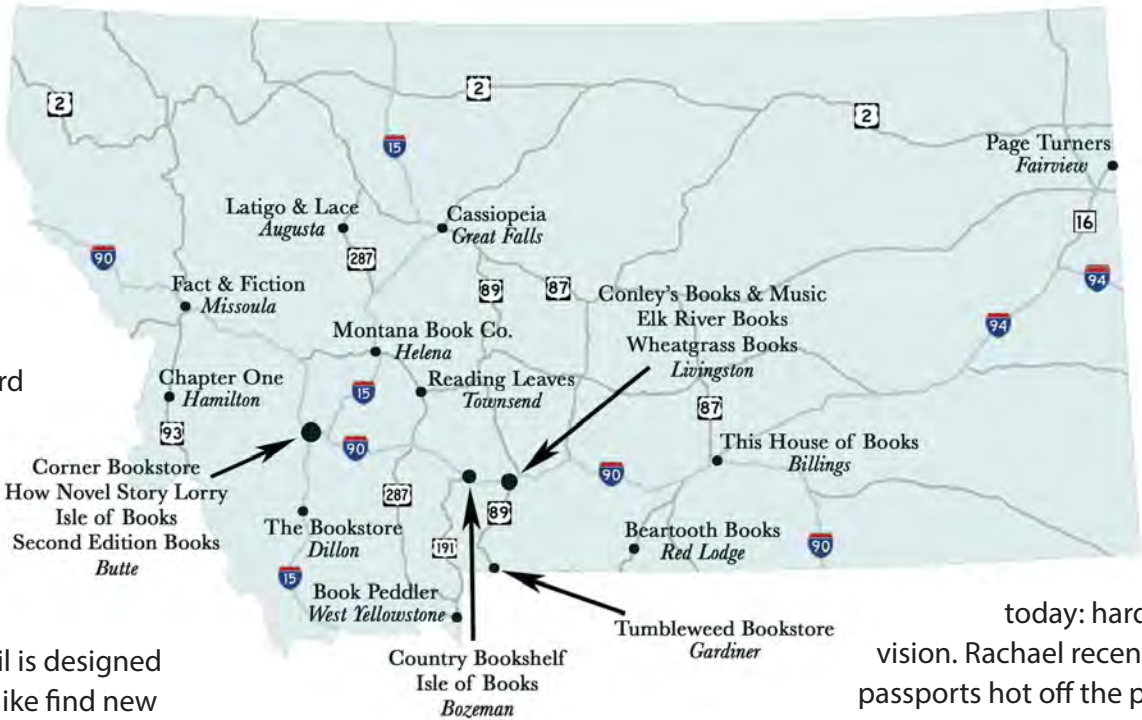 2
2
2
15
Page Turners
Fairview
16
94
94
Latigo & Lace
Augusta
287
Cassiopeia
Great Falls
89
87
90
Fact & Fiction
Missoula
Conley's Books & Music
Elk River Books
Wheatgrass Books
Livingston
Montana Book Co.
Helena
Chapter One
Hamilton
15
Reading Leaves
Townsend
87
93
90
This House of Books
Billings
Corner Bookstore
How Novel Story Lorry
Isle of Books
Second Edition Books
Butte
287
89
90
The Bookstore
Dillon
191
Beartooth Books
Red Lodge
90
15
Book Peddler
West Yellowstone
Tumbleweed Bookstore
Gardiner
Country Bookshelf
Isle of Books
Bozeman
rd
il is designed
ike find new
today: hard
vision. Rachael recen
passports hot off the p